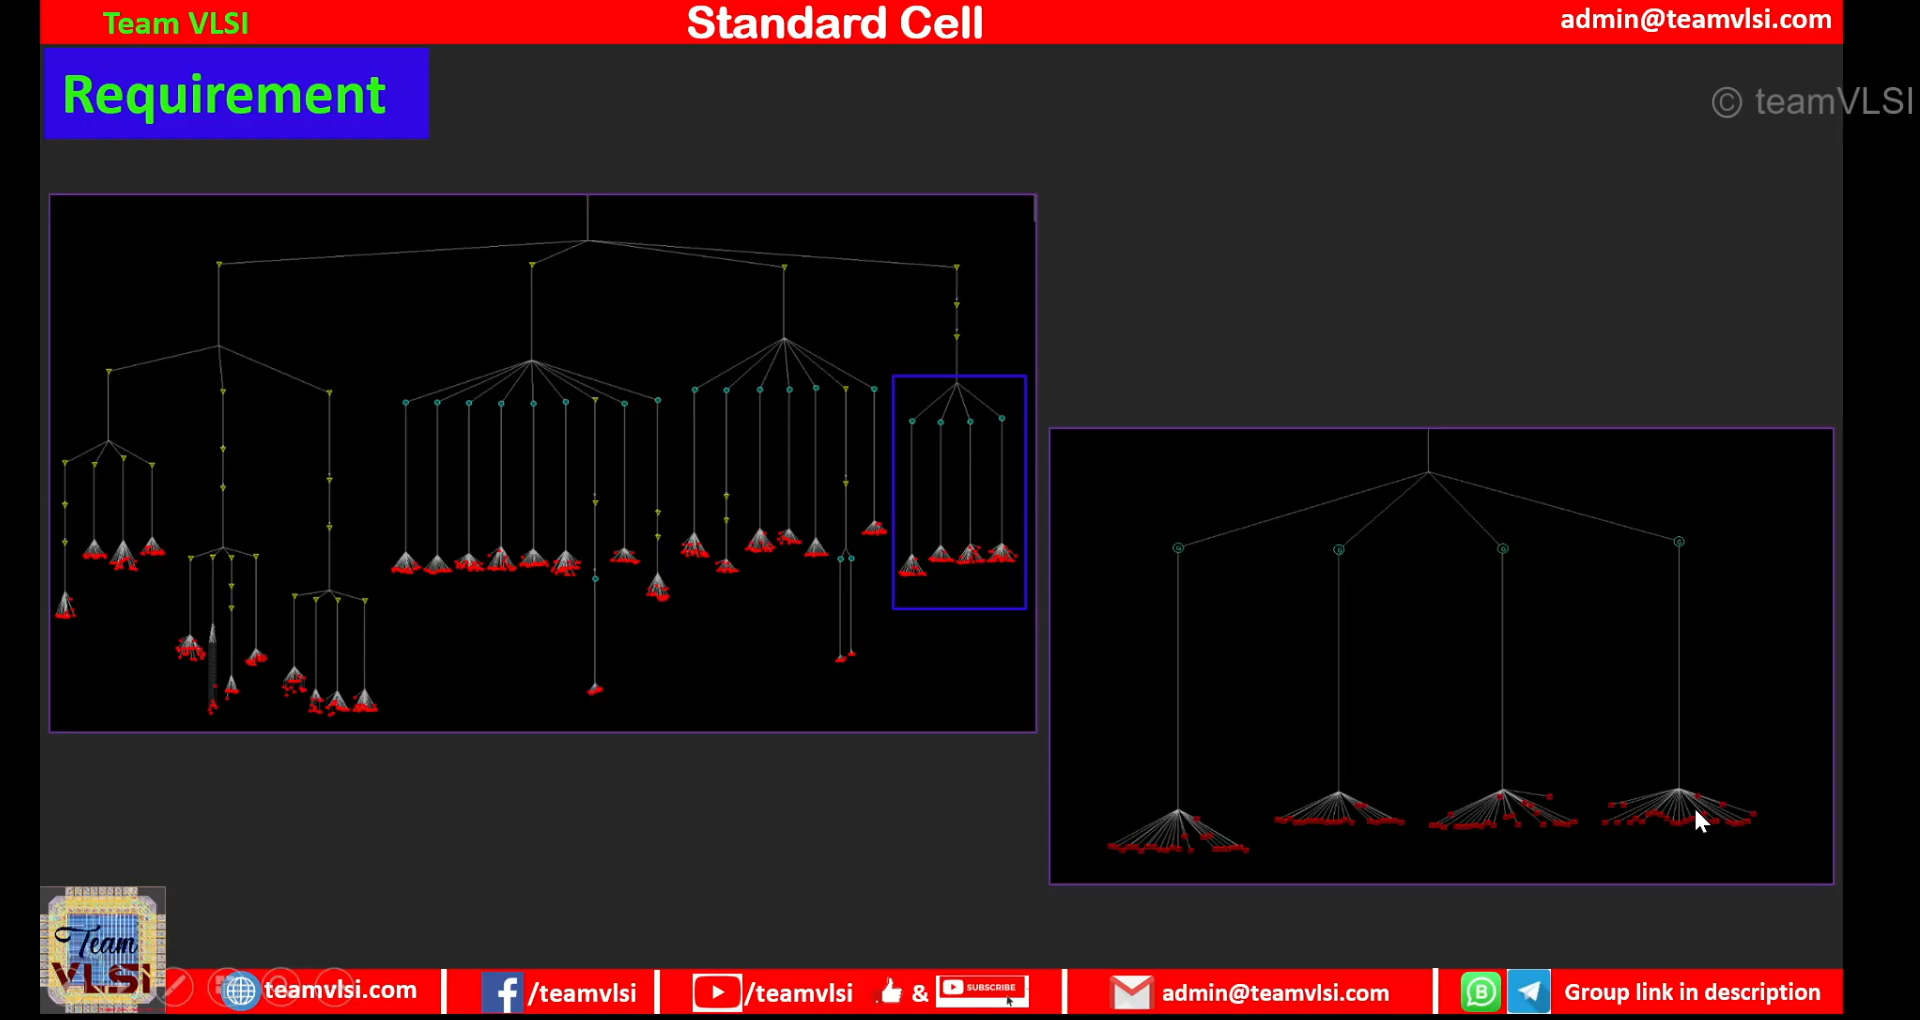 Team VLSI
Standard Cell
admin@teamvlsi.com
Requirement
© teamVLSI
Team
VLSI
teamvlsi.com
/teamvlsi
/teamvlsi
&
SUBSCRIBE
admin@teamvlsi.com
B
Group link in description